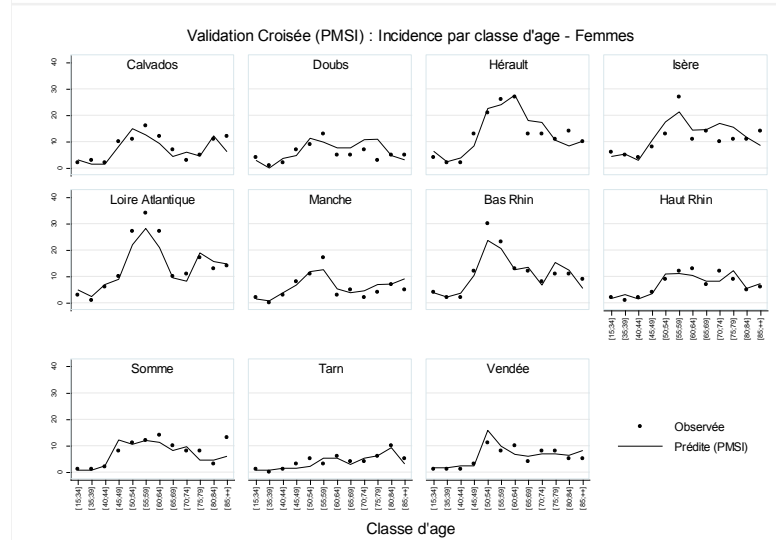 Validation Croisée (PMSI) : Incidence par classe d'age - Femmes
Calvados
Doubs
Hérault
Isère
0 10 20 30 40
Loire Atlantique
Manche
Bas Rhin
Haut Rhin
0 10 20 30 40
[15;34] [35;39] [40;44] [45;49] [50;54] [55;59] [60;64] [65;69] [70;74] [75;79] [80;84] [85;++]
Somme
Tarn
Vendée
0 10 20 30 40
[15;34] [35;39] [40;44] [45;49] [50;54] [55;59] [60;64] [65;69] [70;74] [75;79] [80;84] [85;++]
[15;34] [35;39] [40;44] [45;49] [50;54] [55;59] [60;64] [65;69] [70;74] [75;79] [80;84] [85;++]
[15;34] [35;39] [40;44] [45;49] [50;54] [55;59] [60;64] [65;69] [70;74] [75;79] [80;84] [85;++]
Observée
Prédite (PMSI)
Classe d'age